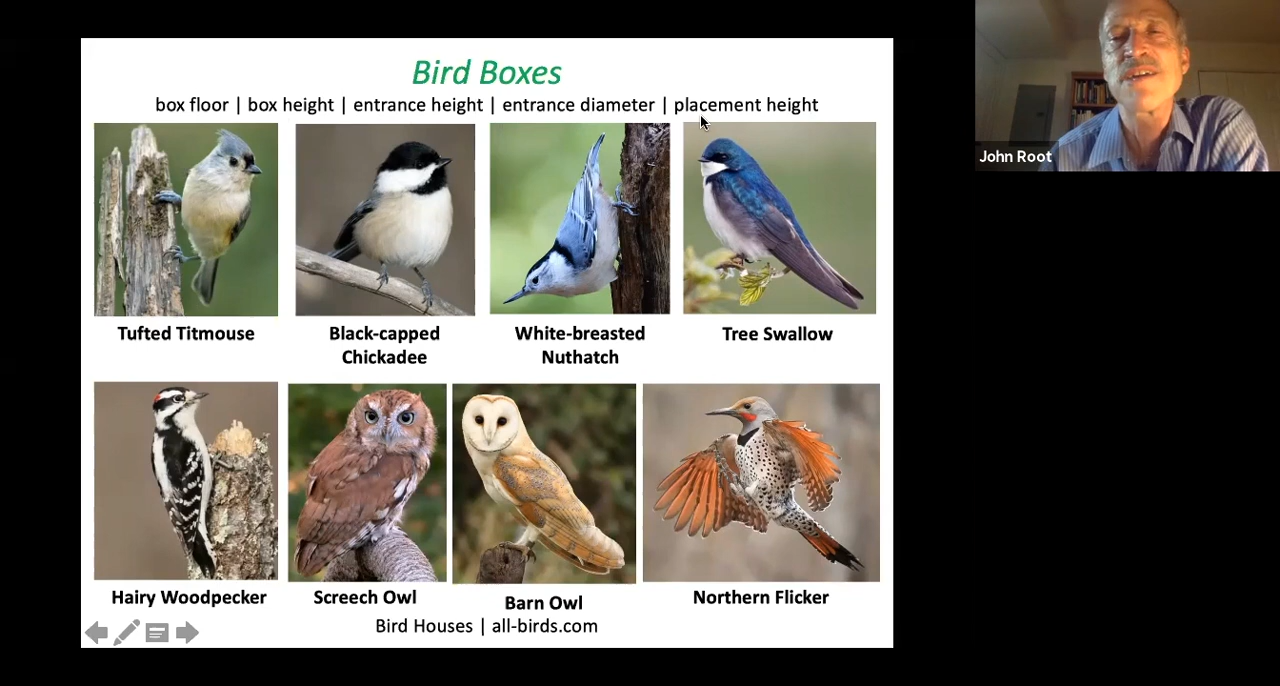 Bird Boxes
box floor | box height | entrance height | entrance diameter | placement height
John Root
Tufted Titmouse
Black-capped
Chickadee
White-breasted
Nuthatch
Tree Swallow
Hairy Woodpecker
Screech Owl
Barn Owl
Northern Flicker
Bird Houses | all-birds.com